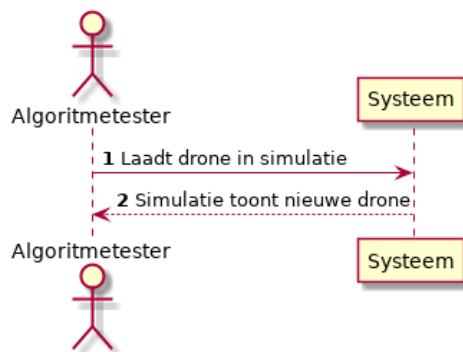 Algoritmetester
Systeem
1 Laadt drone in simulatie
2 Simulatie toont nieuwe drone
Algoritmetester
Systeem